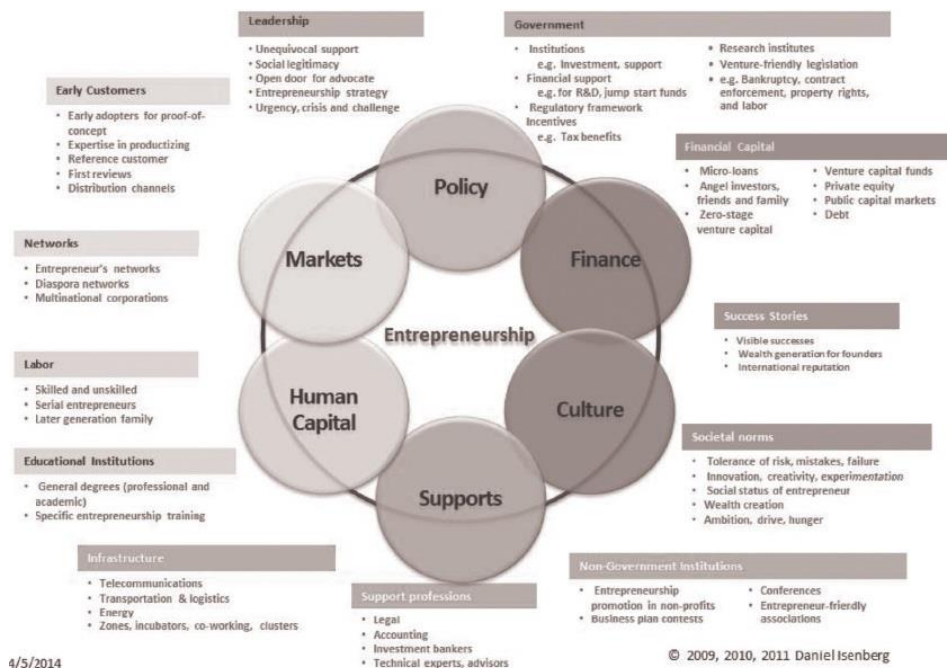 Leadership
• Unequivocal support
• Social legitimacy
• Open door for advocate
• Entrepreneurship strategy
• Urgency, crisis and challenge
Government
• Institutions
e.g. Investment, support
• Financial support
e.g. for R&D, jump start funds
• Regulatory framework
Incentives
e.g. Tax benefits
• Research institutes
• Venture-friendly legislation
• e.g. Bankruptcy, contract
enforcement, property rights,
and labor
Early Customers
• Early adopters for proof-of-
concept
• Expertise in productizing
• Reference customer
• First reviews
• Distribution channels
Financial Capital
• Micro-loans
• Angel investors,
friends and family
• Zero-stage
venture capital
• Venture capital funds
• Private equity
• Public capital markets
• Debt
Networks
• Entrepreneur's networks
• Diaspora networks
• Multinational corporations
Policy
Markets
Finance
Entrepreneurship
Human
Capital
Culture
Supports
Success Stories
• Visible successes
• Wealth generation for founders
• International reputation
Labor
• Skilled and unskilled
• Serial entrepreneurs
• Later generation family
Societal norms
• Tolerance of risk, mistakes, failure
• Innovation, creativity, experimentation
• Social status of entrepreneur
• Wealth creation
• Ambition, drive, hunger
Educational Institutions
• General degrees (professional and
academic)
• Specific entrepreneurship training
Infrastructure
• Telecommunications
• Transportation & logistics
• Energy
• Zones, incubators, co-working, clusters
Support professions
• Legal
• Accounting
• Investment bankers
• Technical experts, advisors
Non-Government Institutions
• Entrepreneurship
promotion in non-profits
• Business plan contests
• Conferences
• Entrepreneur-friendly
associations
4/5/2014
© 2009, 2010, 2011 Daniel Isenberg